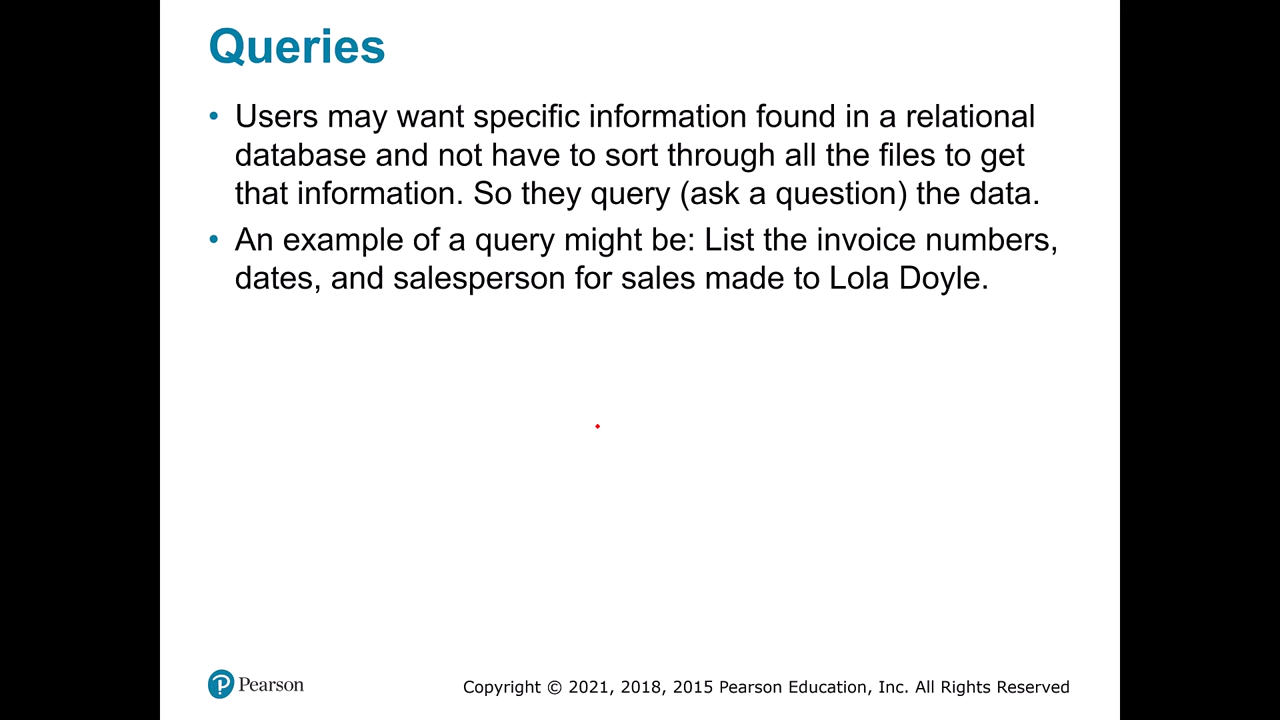 Queries
• Users may want specific information found in a relational
database and not have to sort through all the files to get
that information. So they query (ask a question) the data.
• An example of a query might be: List the invoice numbers,
dates, and salesperson for sales made to Lola Doyle.
P Pearson
Copyright © 2021, 2018, 2015 Pearson Education, Inc. All Rights Reserved